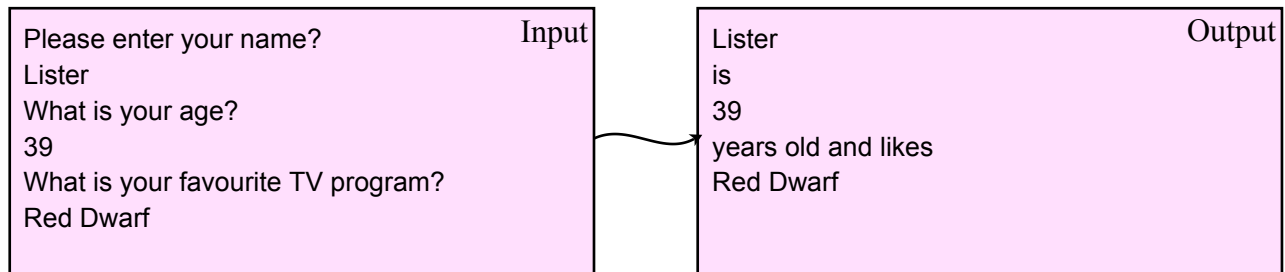 Input
Please enter your name?
Lister
What is your age?
39
What is your favourite TV program?
Red Dwarf
Output
Lister
is
39
years old and likes
Red Dwarf